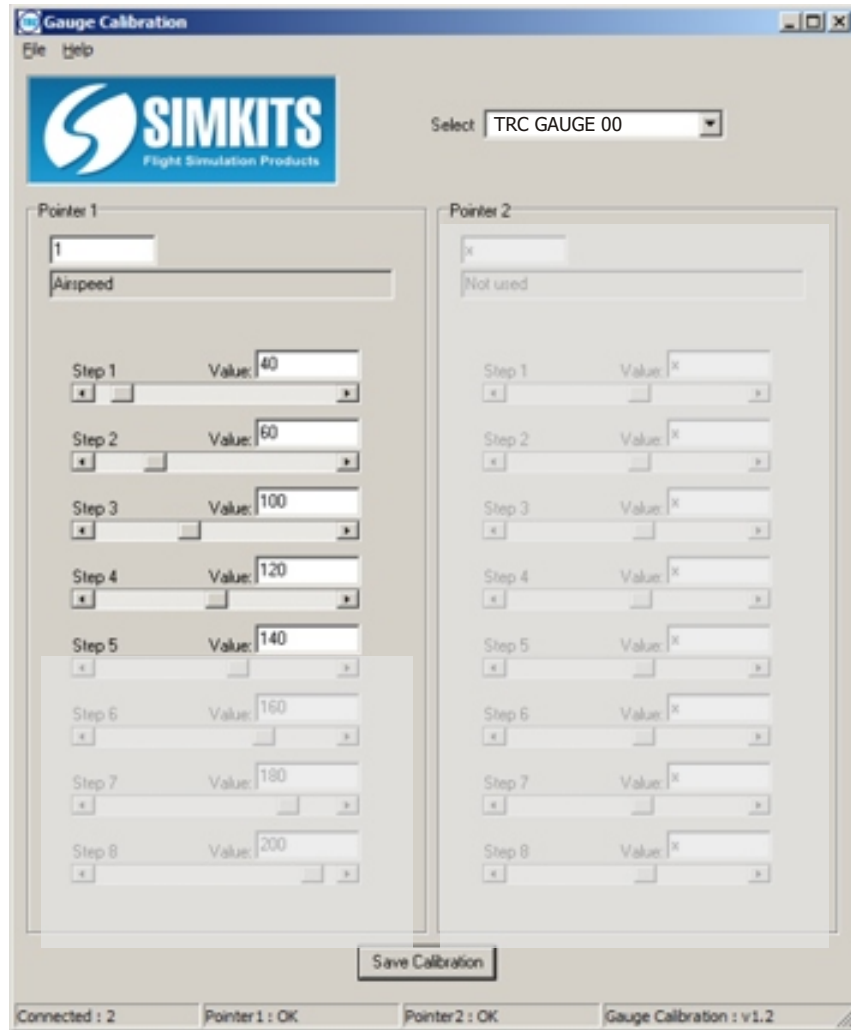 Gauge Calibration
File Help
SIMKITS
Flight Simulation Products
Select TRC GAUGE 00
Pointer 1
1
Airspeed
Step 1 Value: 40
Step 2 Value: 60
Step 3 Value: 100
Step 4 Value: 120
Step 5 Value: 140
Step 6 Value: 160
Step 7 Value: 180
Step 8 Value: 200
Pointer 2
x
Not used
Step 1 Value: x
Step 2 Value: x
Step 3 Value: x
Step 4 Value: x
Step 5 Value: x
Step 6 Value: x
Step 7 Value: x
Step 8 Value: x
Save Calibration
Connected : 2 Pointer1 : OK Pointer2 : OK Gauge Calibration : v1.2